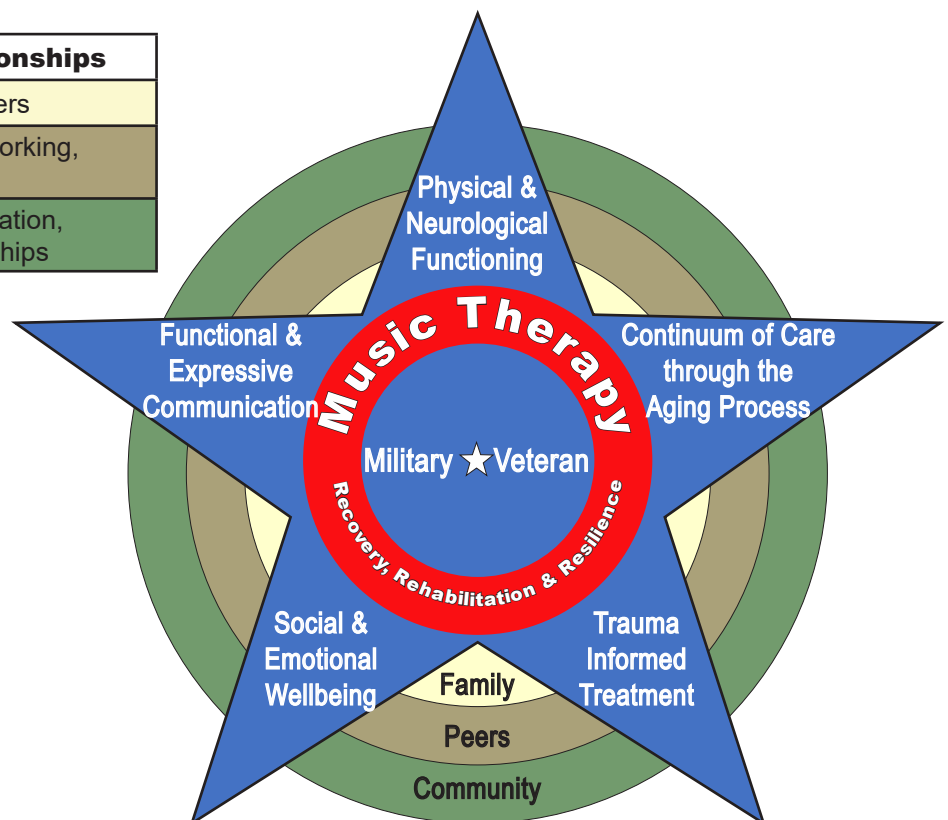 onships
ers
orking,
ation,
hips
Physical &
Neurological
Functioning
Functional &
Expressive
Communication
Continuum of Care
through the
Aging Process
Music Therapy
Military Veteran
Recovery, Rehabilitation & Resilience
Social &
Emotional
Wellbeing
Trauma
Informed
Treatment
Family
Peers
Community